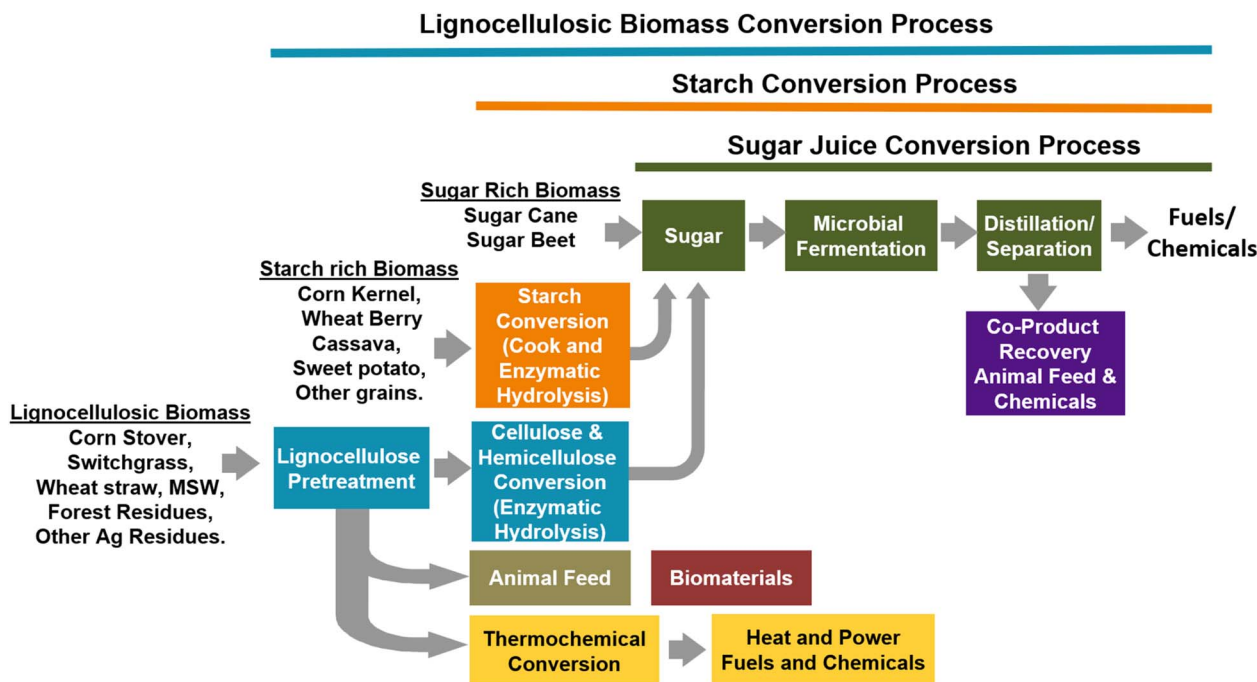 Lignocellulosic Biomass Conversion Process
Starch Conversion Process
Sugar Juice Conversion Process
Sugar Rich Biomass
Sugar Cane
Sugar Beet
Sugar
Microbial
Fermentation
Distillation/
Separation
Fuels/
Chemicals
Starch rich Biomass
Corn Kernel,
Wheat Berry
Cassava,
Sweet potato,
Other grains.
Starch
Conversion
(Cook and
Enzymatic
Hydrolysis)
Co-Product
Recovery
Animal Feed &
Chemicals
Lignocellulosic Biomass
Corn Stover,
Switchgrass,
Wheat straw, MSW,
Forest Residues,
Other Ag Residues.
Lignocellulose
Pretreatment
Cellulose &
Hemicellulose
Conversion
(Enzymatic
Hydrolysis)
Animal Feed
Biomaterials
Thermochemical
Conversion
Heat and Power
Fuels and Chemicals